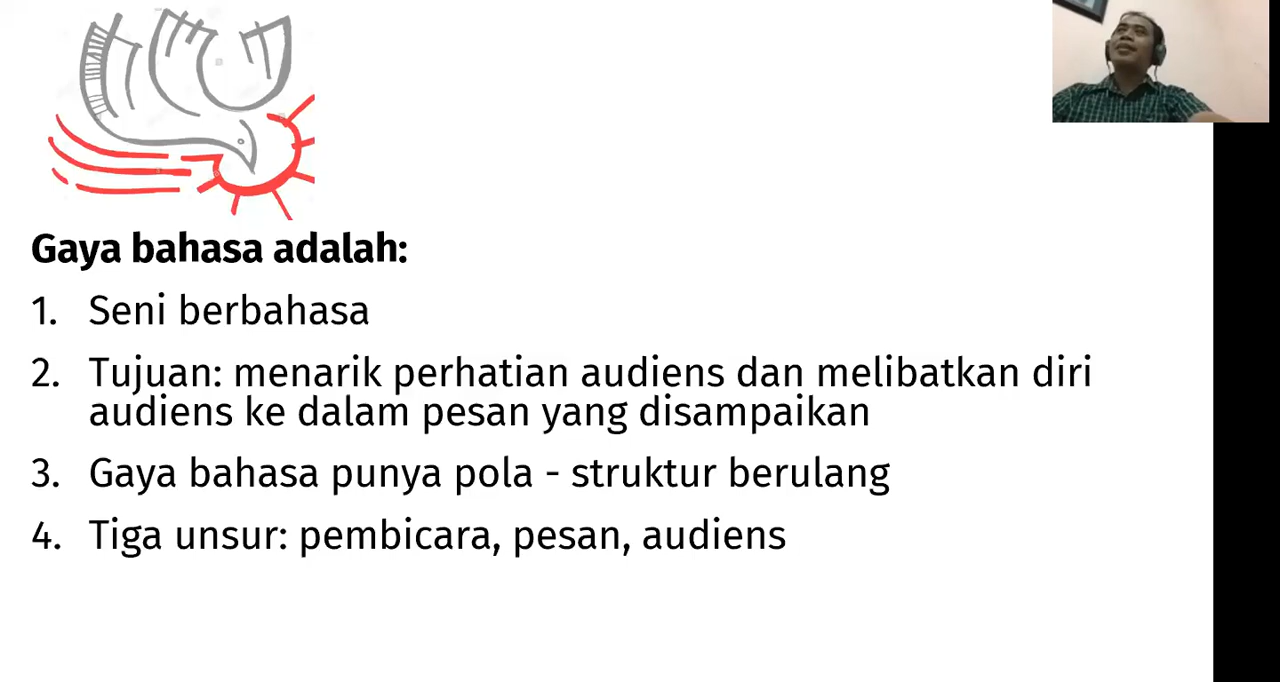 Gaya bahasa adalah:
1. Seni berbahasa
2. Tujuan: menarik perhatian audiens dan melibatkan diri
audiens ke dalam pesan yang disampaikan
3. Gaya bahasa punya pola - struktur berulang
4. Tiga unsur: pembicara, pesan, audiens